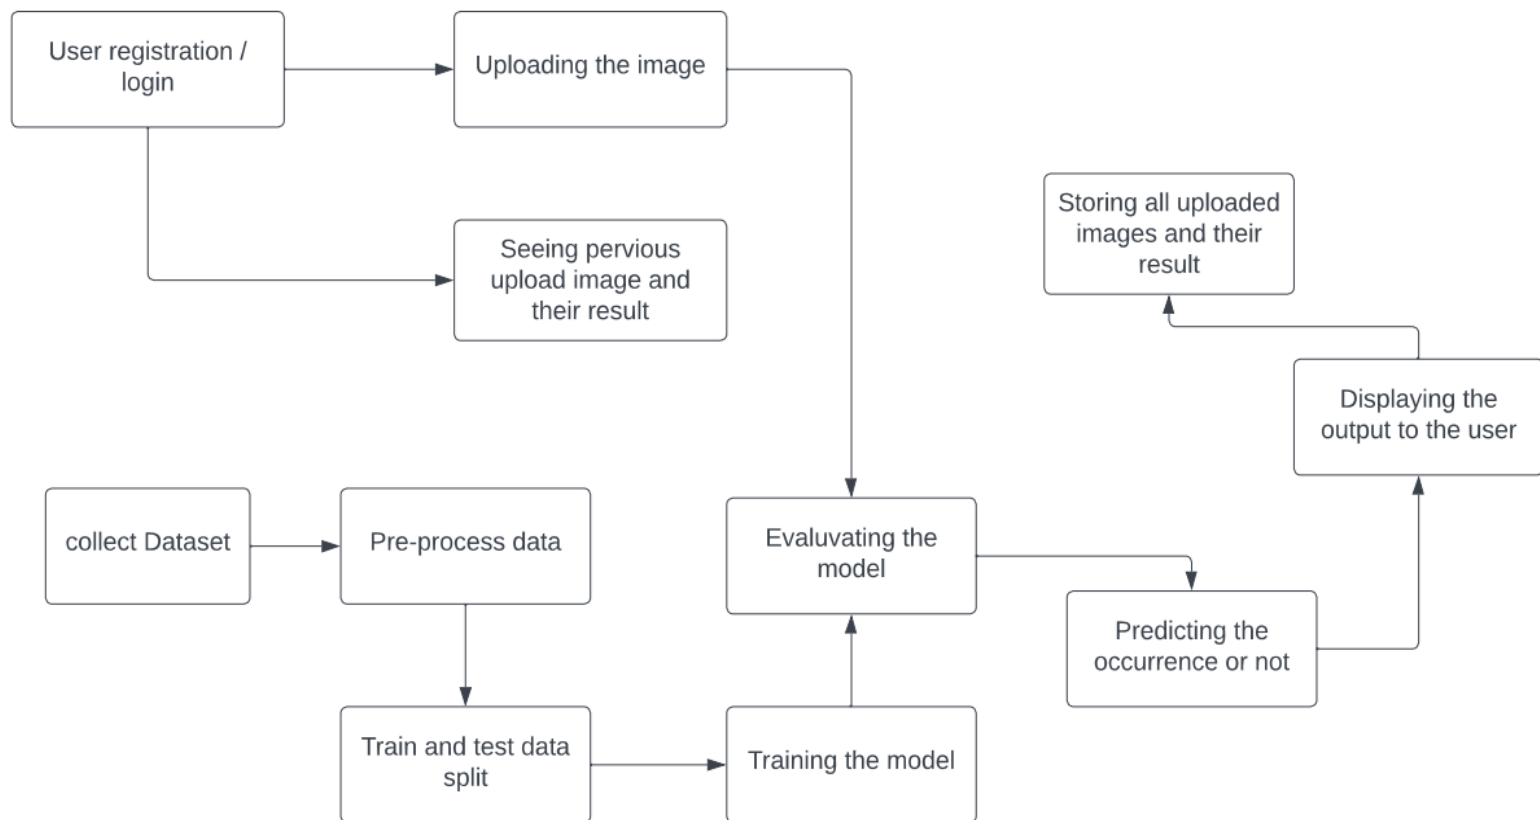 User registration /
login
Uploading the image
Seeing pervious
upload image and
their result
Storing all uploaded
images and their
result
Displaying the
output to the user
collect Dataset
Pre-process data
Evaluvating the
model
Predicting the
occurrence or not
Train and test data
split
Training the model